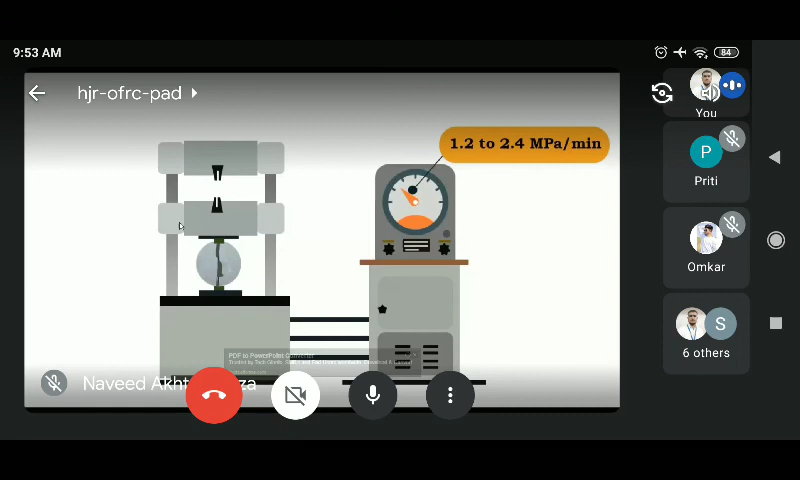 9:53 AM
84
hjr-ofrc-pad
1.2 to 2.4 MPa/min
You
P
Priti
Omkar
S
6 others
PDF to PowerPoint Converter
Naveed Akht
za